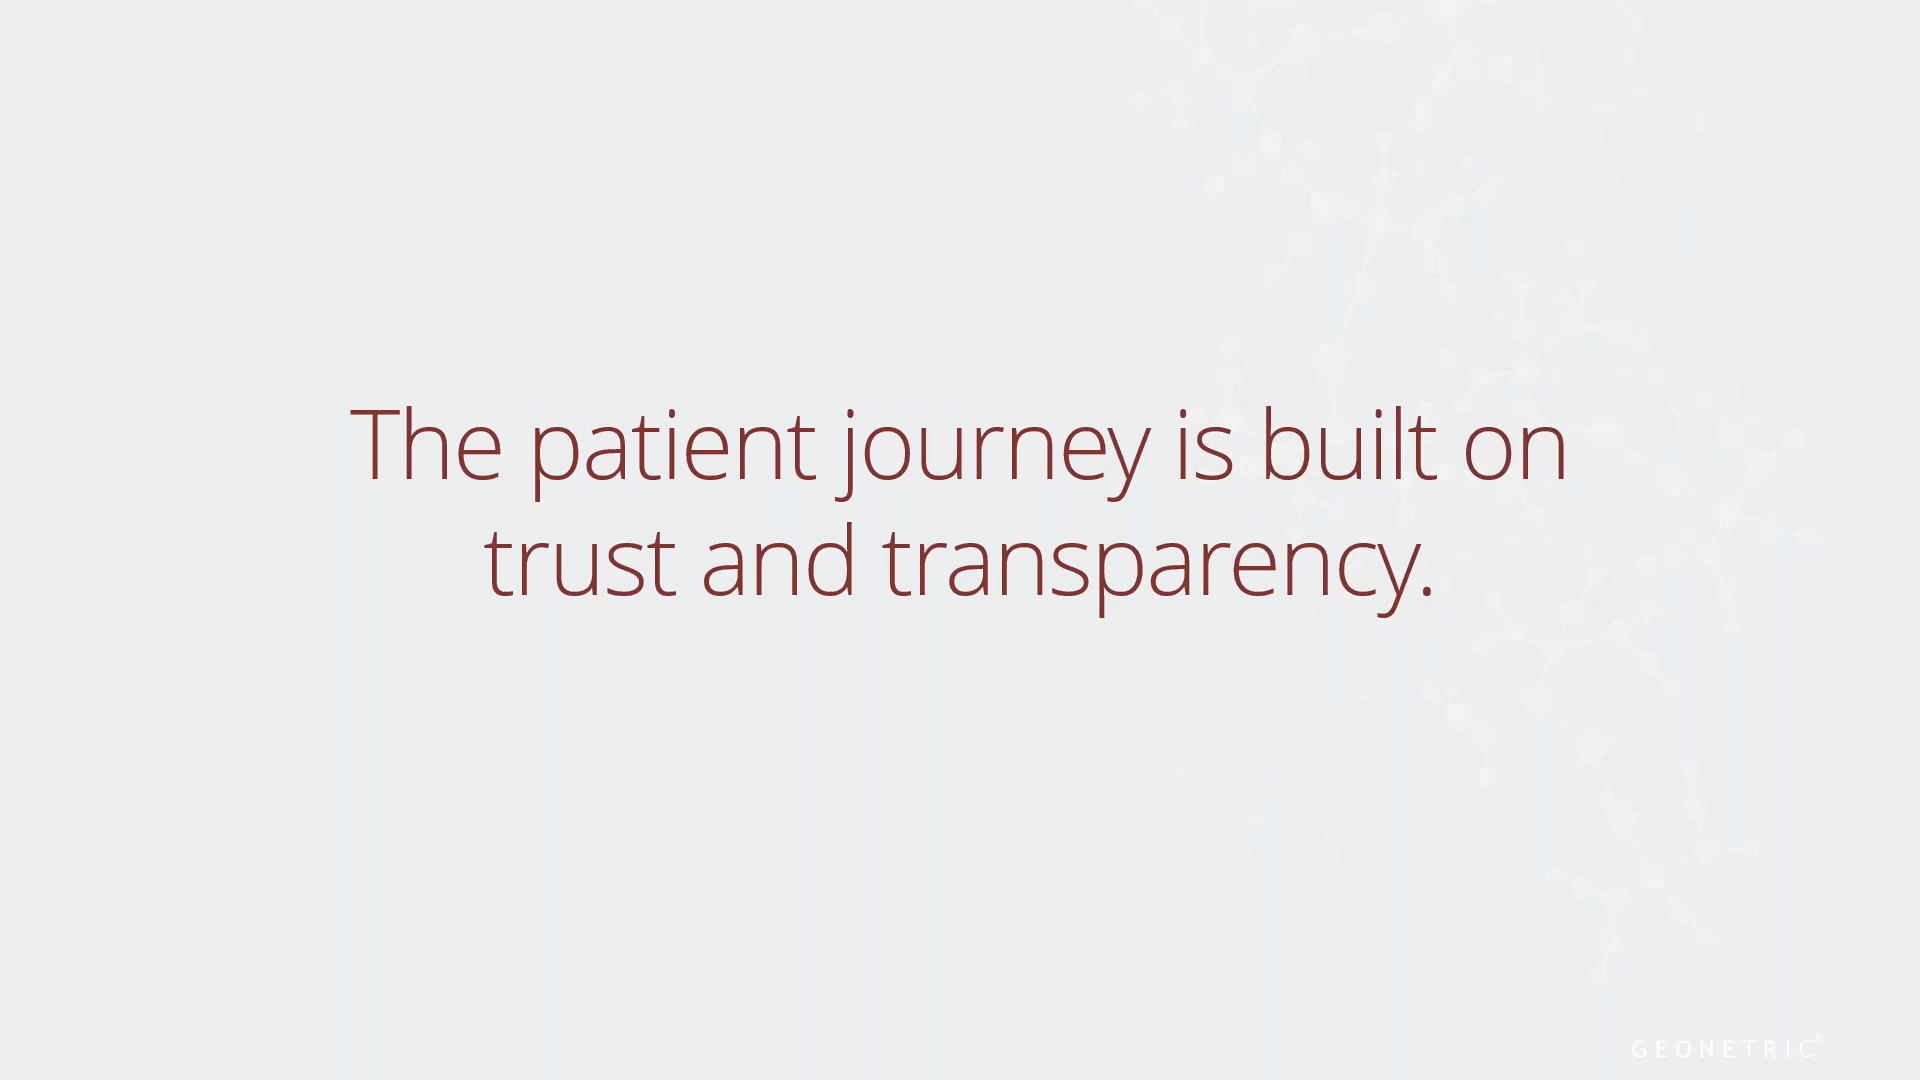 The patient journey is built on
trust and transparency.
GEONETRIC®